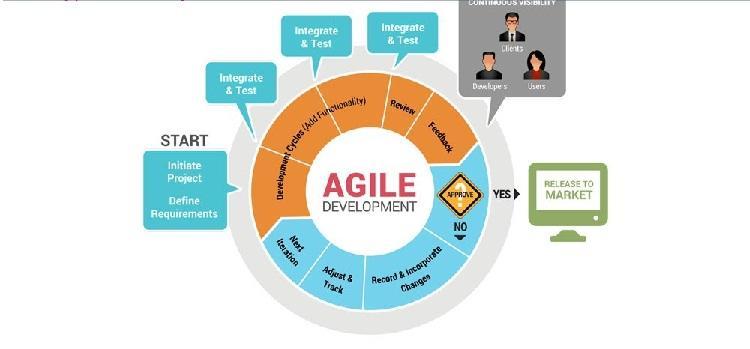 CONTINUOUS VISIBILITY
Clients
Developers
Users
Integrate
& Test
Integrate
& Test
Integrate
& Test
START
Initiate
Project
Define
Requirements
Development Cycles (Add Functionality)
Review
Feedback
AGILE
DEVELOPMENT
?
APPROVE
YES
NO
RELEASE TO
MARKET
Record & Incorporate
Changes
Adjust &
Track
Next
Iteration